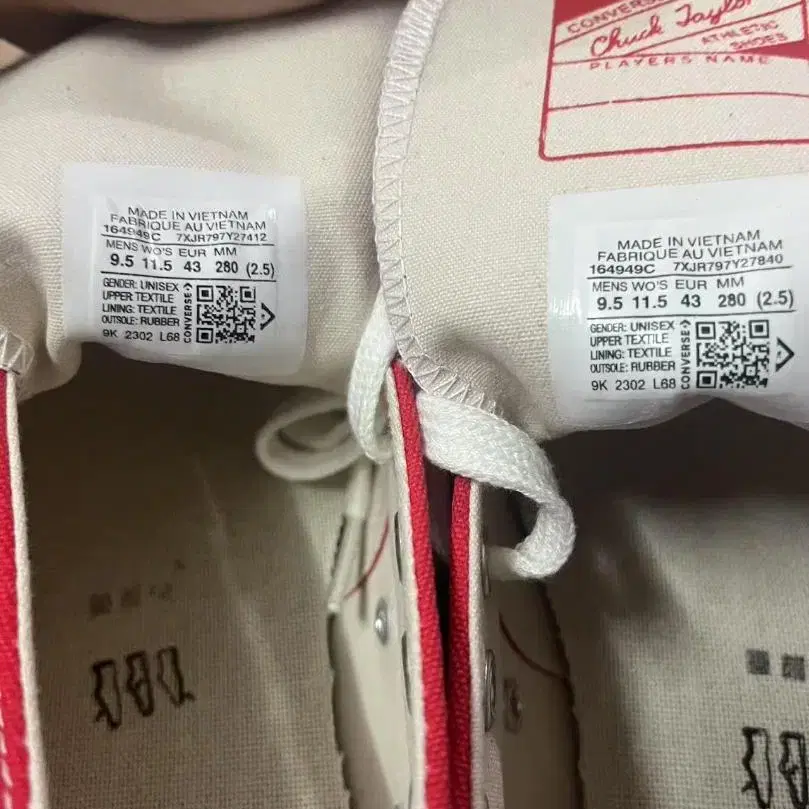 MADE IN VIETNAM
FABRIQUE AU VIETNAM
164949C 7XJR797Y27412
MENS WO'S EUR MM
9.5 11.5 43 280 (2.5)
GENDER: UNISEX
UPPER TEXTILE
LINING: TEXTILE
OUTSOLE: RUBBER
9K 2302 L68
CONVERSE
CONVERSE
Chuck Taylor
ATHLETIC
SHOES
PLAYERS NAME
MADE IN VIETNAM
FABRIQUE AU VIETNAM
164949C 7XJR797Y27840
MENS WO'S EUR MM
9.5 11.5 43 280 (2.5)
GENDER: UNISEX
UPPER TEXTILE
LINING: TEXTILE
OUTSOLE: RUBBER
9K 2302 L68
CONVERSE